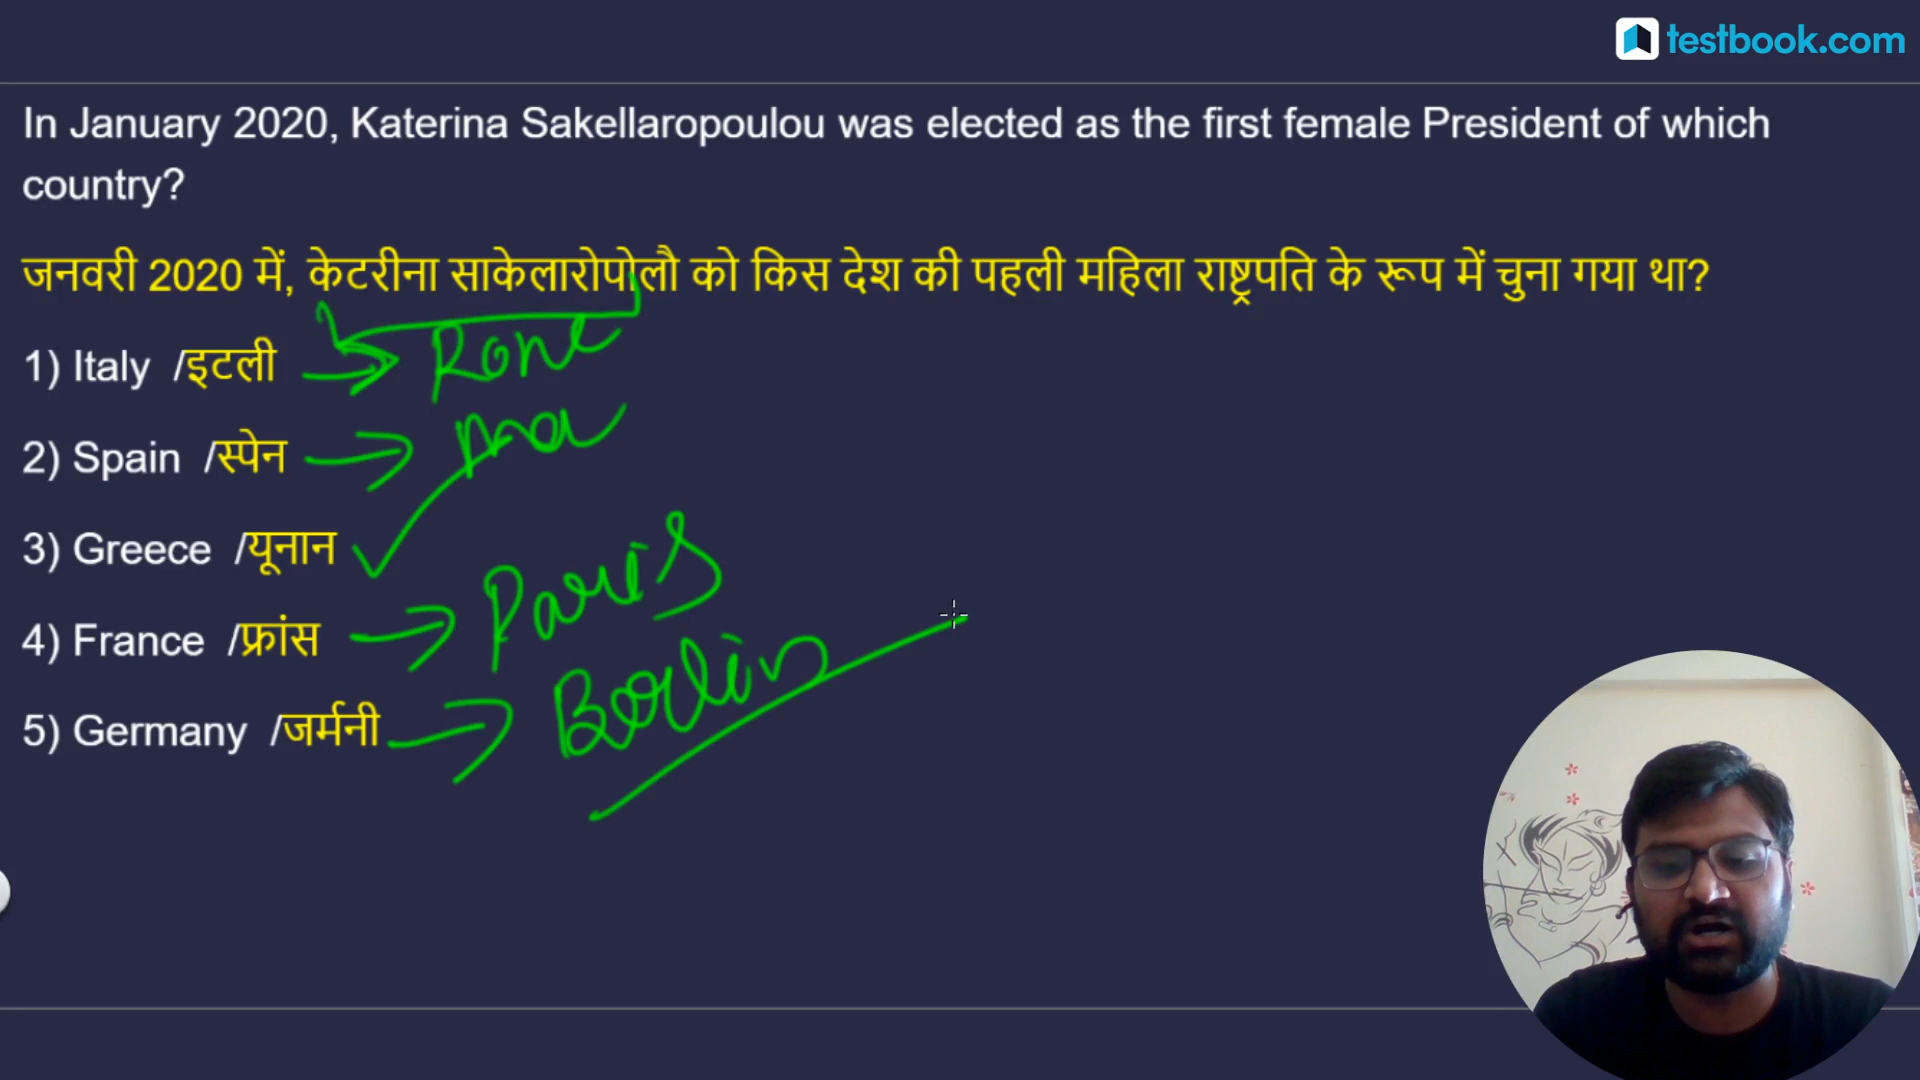 testbook.com
In January 2020, Katerina Sakellaropoulou was elected as the first female President of which
country?
जनवरी 2020 में, केटरीना साकेलारोपोलौ को किस देश की पहली महिला राष्ट्रपति के रूप में चुना गया था?
1) Italy /इटली → Rome
2) Spain /स्पेन →
3) Greece /यूनान ✓
4) France /फ्रांस → Paris
5) Germany /जर्मनी → Berlin